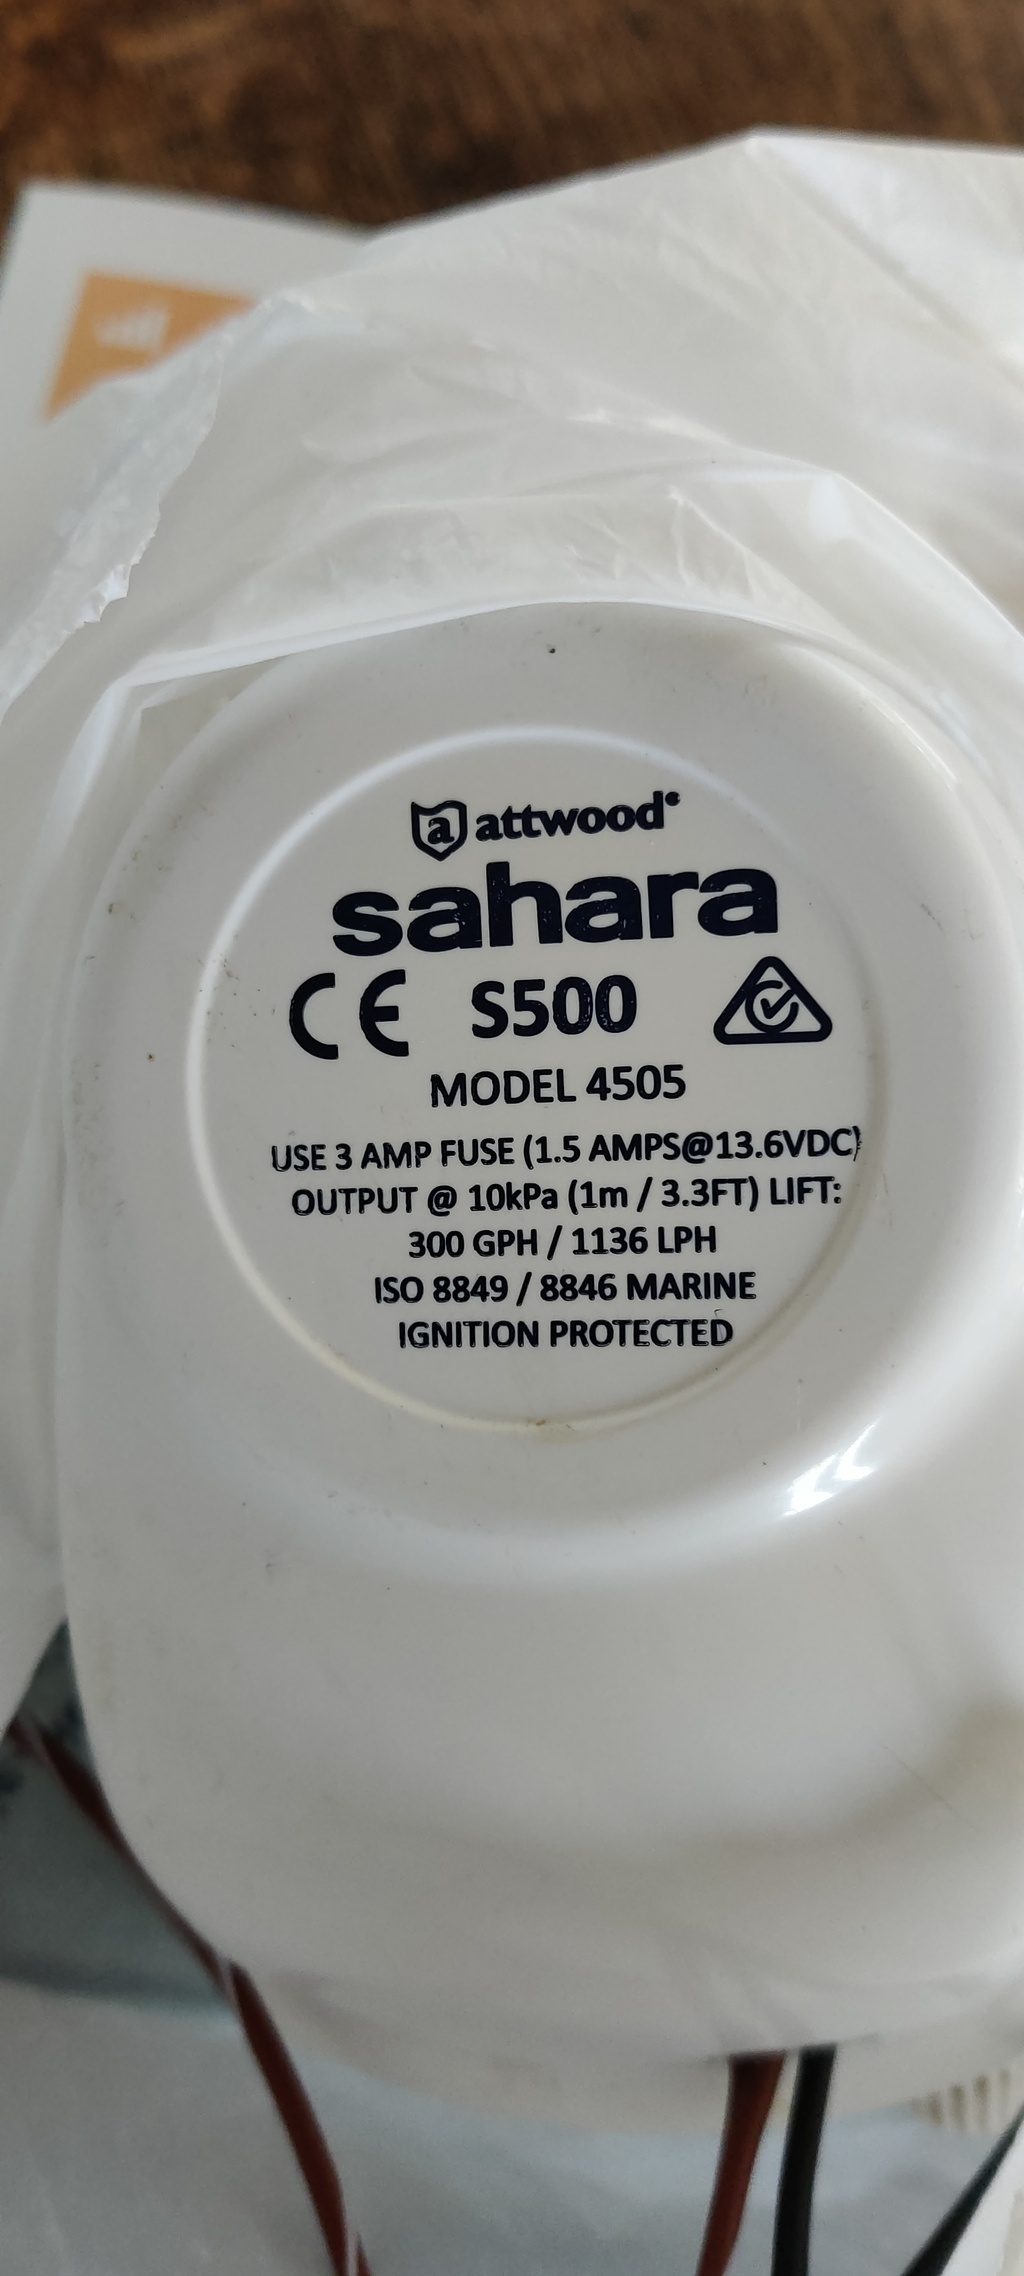 a attwood®
sahara
CE S500
MODEL 4505
USE 3 AMP FUSE (1.5 AMPS@13.6VDC)
OUTPUT @ 10kPa (1m / 3.3FT) LIFT:
300 GPH / 1136 LPH
ISO 8849 / 8846 MARINE
IGNITION PROTECTED